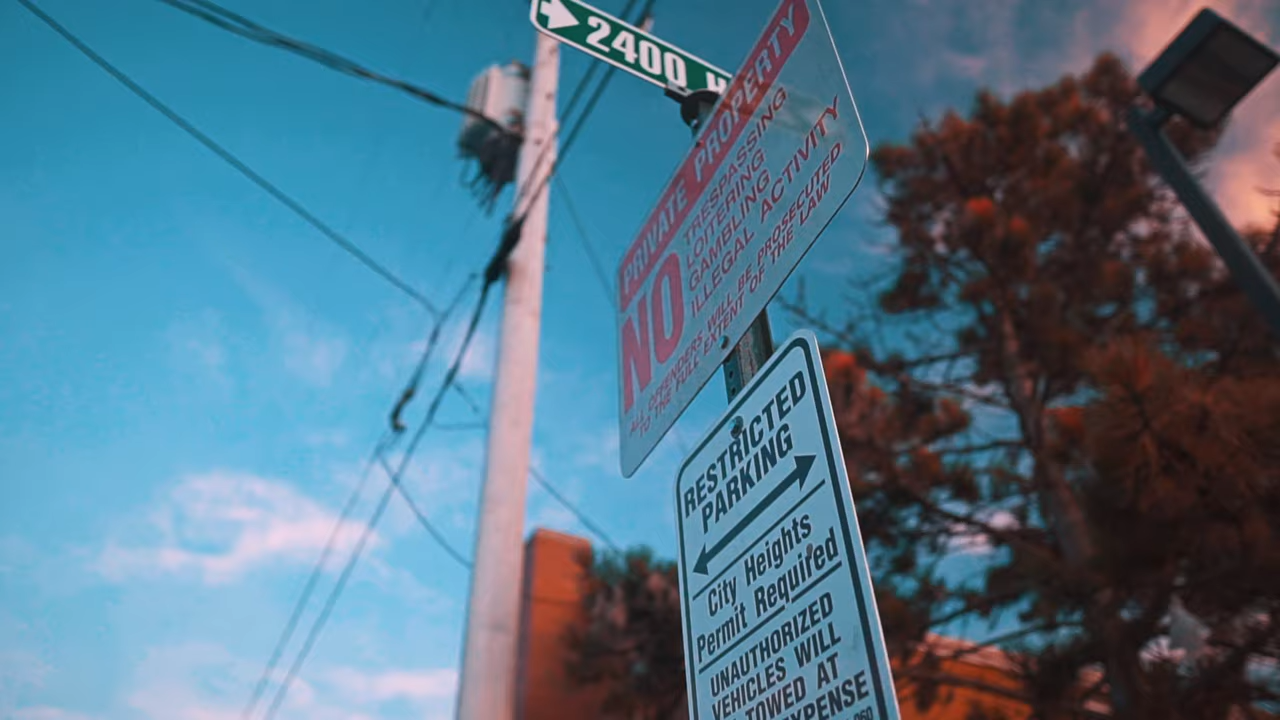 2400
PRIVATE PROPERTY
NO
TRESPASSING
LOITERING
GAMBLING
ILLEGAL ACTIVITY
ALL OFFENDERS WILL BE PROSECUTED
TO THE FULL EXTENT OF THE LAW
RESTRICTED
PARKING
City Heights
Permit Required
UNAUTHORIZED
VEHICLES WILL
TOWED AT
EXPENSE